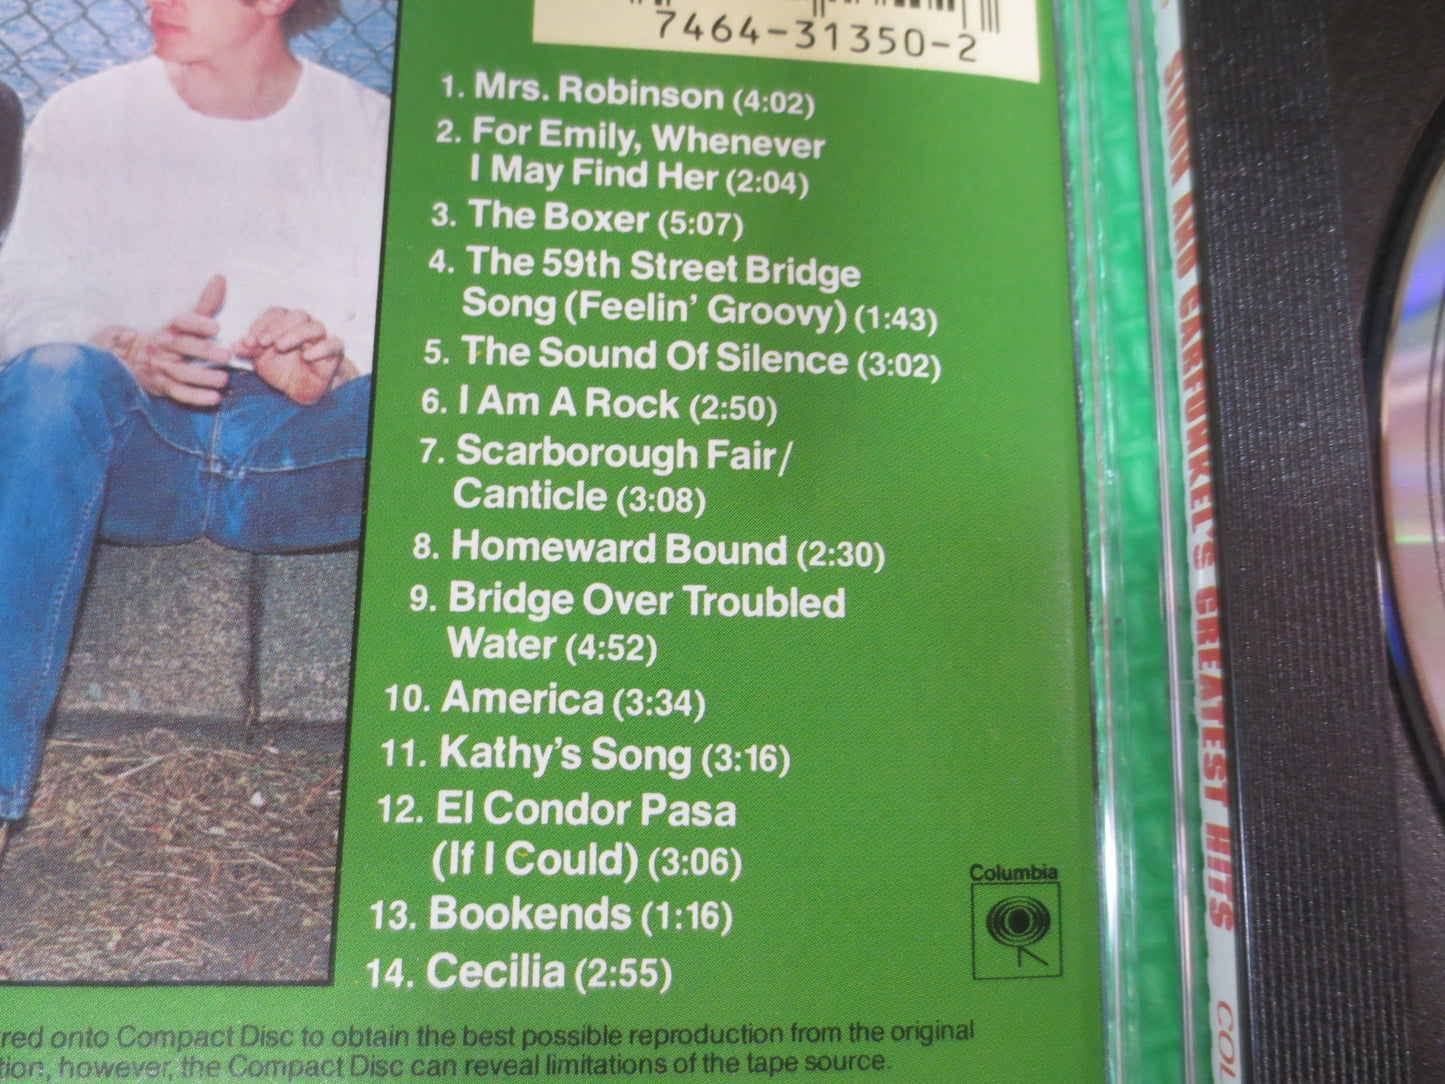 7464-31350-2
1. Mrs. Robinson (4:02)
2. For Emily, Whenever
I May Find Her (2:04)
3. The Boxer (5:07)
4. The 59th Street Bridge
Song (Feelin' Groovy) (1:43)
5. The Sound Of Silence (3:02)
6. I Am A Rock (2:50)
7. Scarborough Fair/
Canticle (3:08)
8. Homeward Bound (2:30)
9. Bridge Over Troubled
Water (4:52)
10. America (3:34)
11. Kathy's Song (3:16)
12. El Condor Pasa
(If I Could) (3:06)
13. Bookends (1:16)
14. Cecilia (2:55)
Columbia
onto Compact Disc to obtain the best possible reproduction from the original
however, the Compact Disc can reveal limitations of the tape source.
SIMON AND GARFUNKEL'S GREATEST HITS